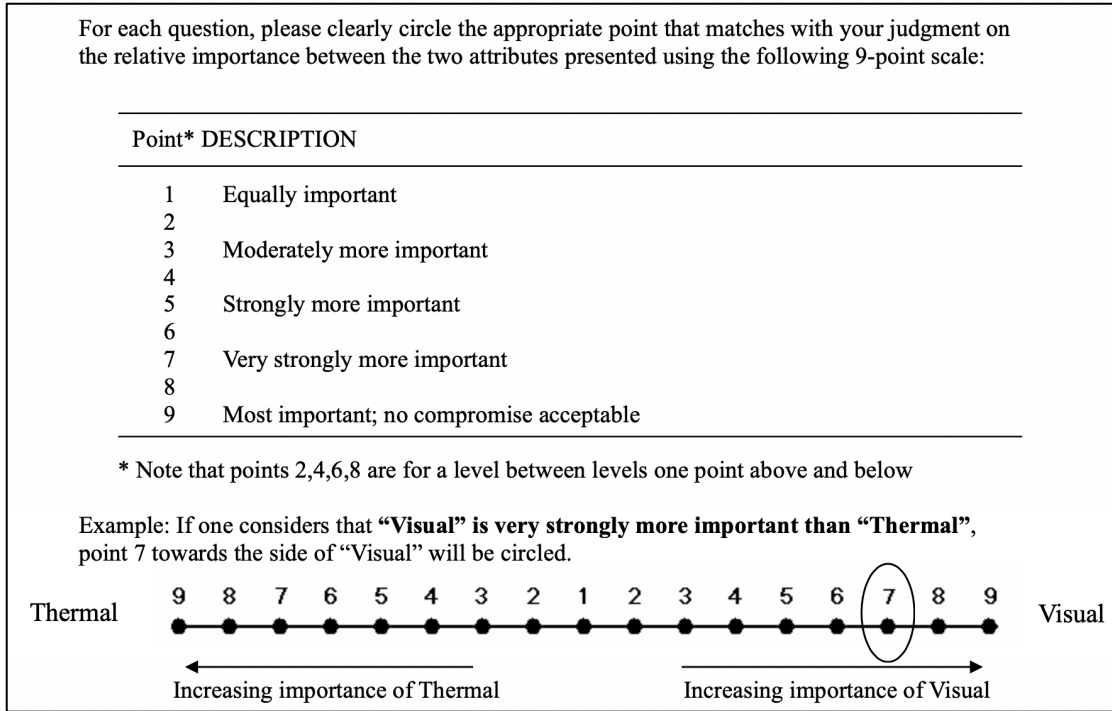 For each question, please clearly circle the appropriate point that matches with your judgment on
the relative importance between the two attributes presented using the following 9-point scale:
Point* DESCRIPTION
1 Equally important
2
3 Moderately more important
4
5 Strongly more important
6
7 Very strongly more important
8
9 Most important; no compromise acceptable
* Note that points 2,4,6,8 are for a level between levels one point above and below
Example: If one considers that “Visual” is very strongly more important than “Thermal”,
point 7 towards the side of “Visual” will be circled.
9 8 7 6 5 4 3 2 1 2 3 4 5 6 7 8 9
Thermal Visual
Increasing importance of Thermal Increasing importance of Visual